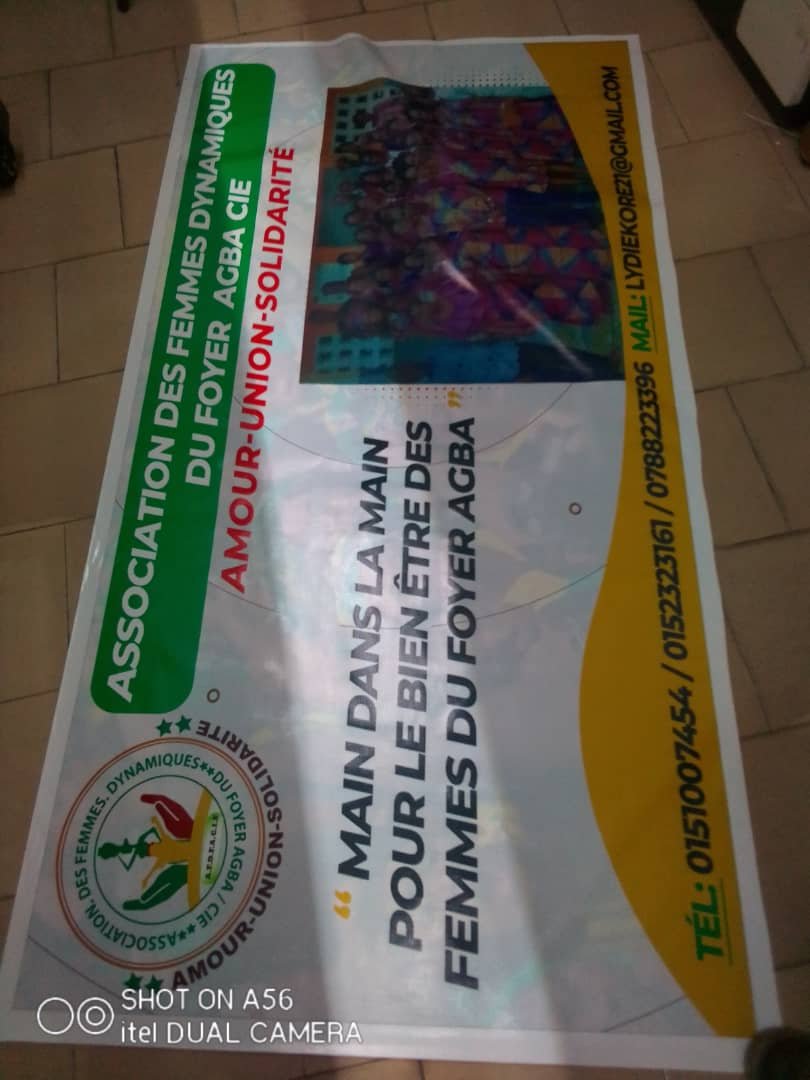 ASSOCIATION DES FEMMES DYNAMIQUES
DU FOYER AGBA CIE
AMOUR-UNION-SOLIDARITÉ
ASSOCIATION.DES FEMMES. DYNAMIQUES**DU FOYER AGBA / CIE**
A.F.D.F.A.C.I.E
AMOUR-UNION-SOLIDARITE
“ MAIN DANS LA MAIN
POUR LE BIEN ÊTRE DES
FEMMES DU FOYER AGBA ”
TÉL: 0151007454 / 0152323161 / 0788223396 MAIL: LYDIEKOREZI@GMAIL.COM
SHOT ON A56
itel DUAL CAMERA